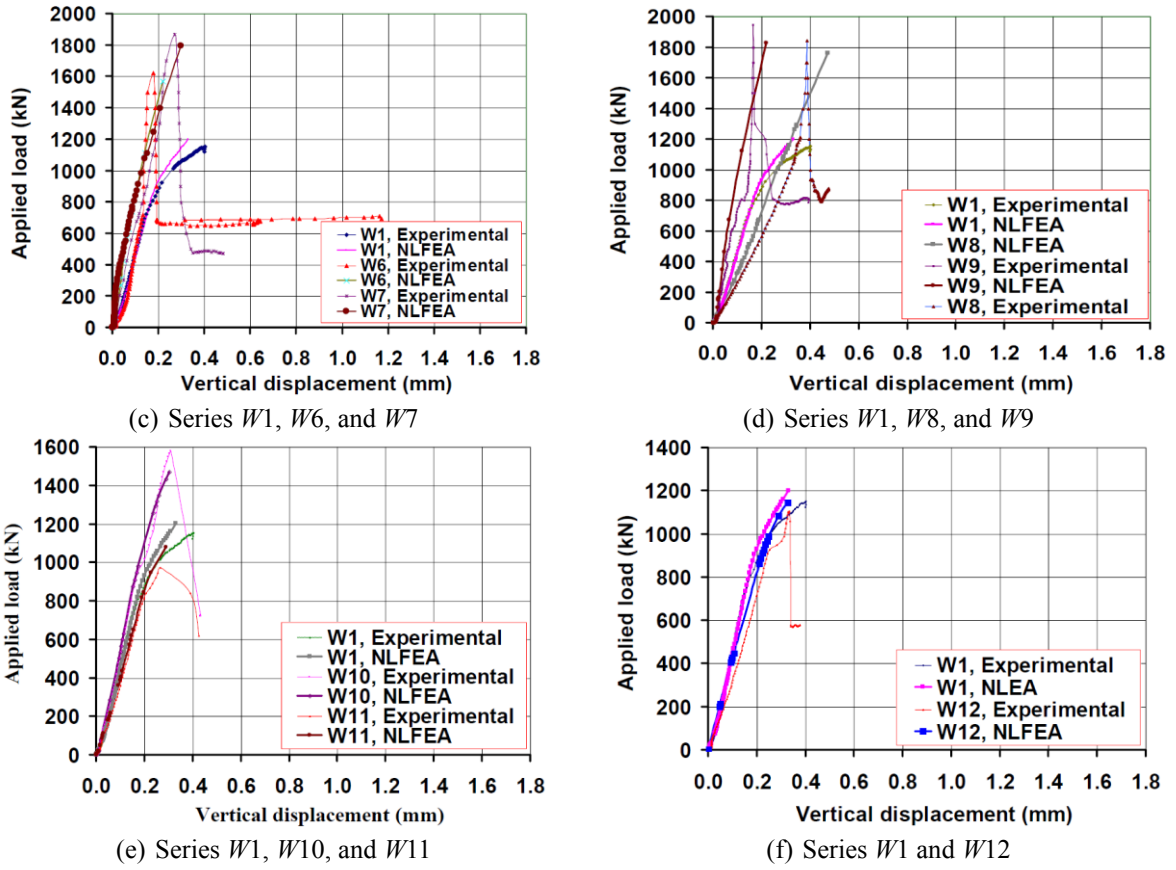 2000
1800
1600
1400
1200
1000
800
600
400
200
0
Applied load (kN)
W1, Experimental
W1, NLFEA
W6, Experimental
W6, NLFEA
W7, Experimental
W7, NLFEA
0.0 0.2 0.4 0.6 0.8 1.0 1.2 1.4 1.6 1.8
Vertical displacement (mm)
(c) Series W1, W6, and W7
2000
1800
1600
1400
1200
1000
800
600
400
200
0
Applied load (kN)
W1, Experimental
W1, NLFEA
W8, NLFEA
W9, Experimental
W9, NLFEA
W8, Experimental
0.0 0.2 0.4 0.6 0.8 1.0 1.2 1.4 1.6 1.8
Vertical displacement (mm)
(d) Series W1, W8, and W9
1600
1400
1200
1000
800
600
400
200
0
Applied load (kN)
W1, Experimental
W1, NLFEA
W10, Experimental
W10, NLFEA
W11, Experimental
W11, NLFEA
0.0 0.2 0.4 0.6 0.8 1.0 1.2 1.4 1.6 1.8
Vertical displacement (mm)
(e) Series W1, W10, and W11
1400
1200
1000
800
600
400
200
0
Applied load (kN)
W1, Experimental
W1, NLEA
W12, Experimental
W12, NLFEA
0.0 0.2 0.4 0.6 0.8 1.0 1.2 1.4 1.6 1.8
Vertical displacement (mm)
(f) Series W1 and W12